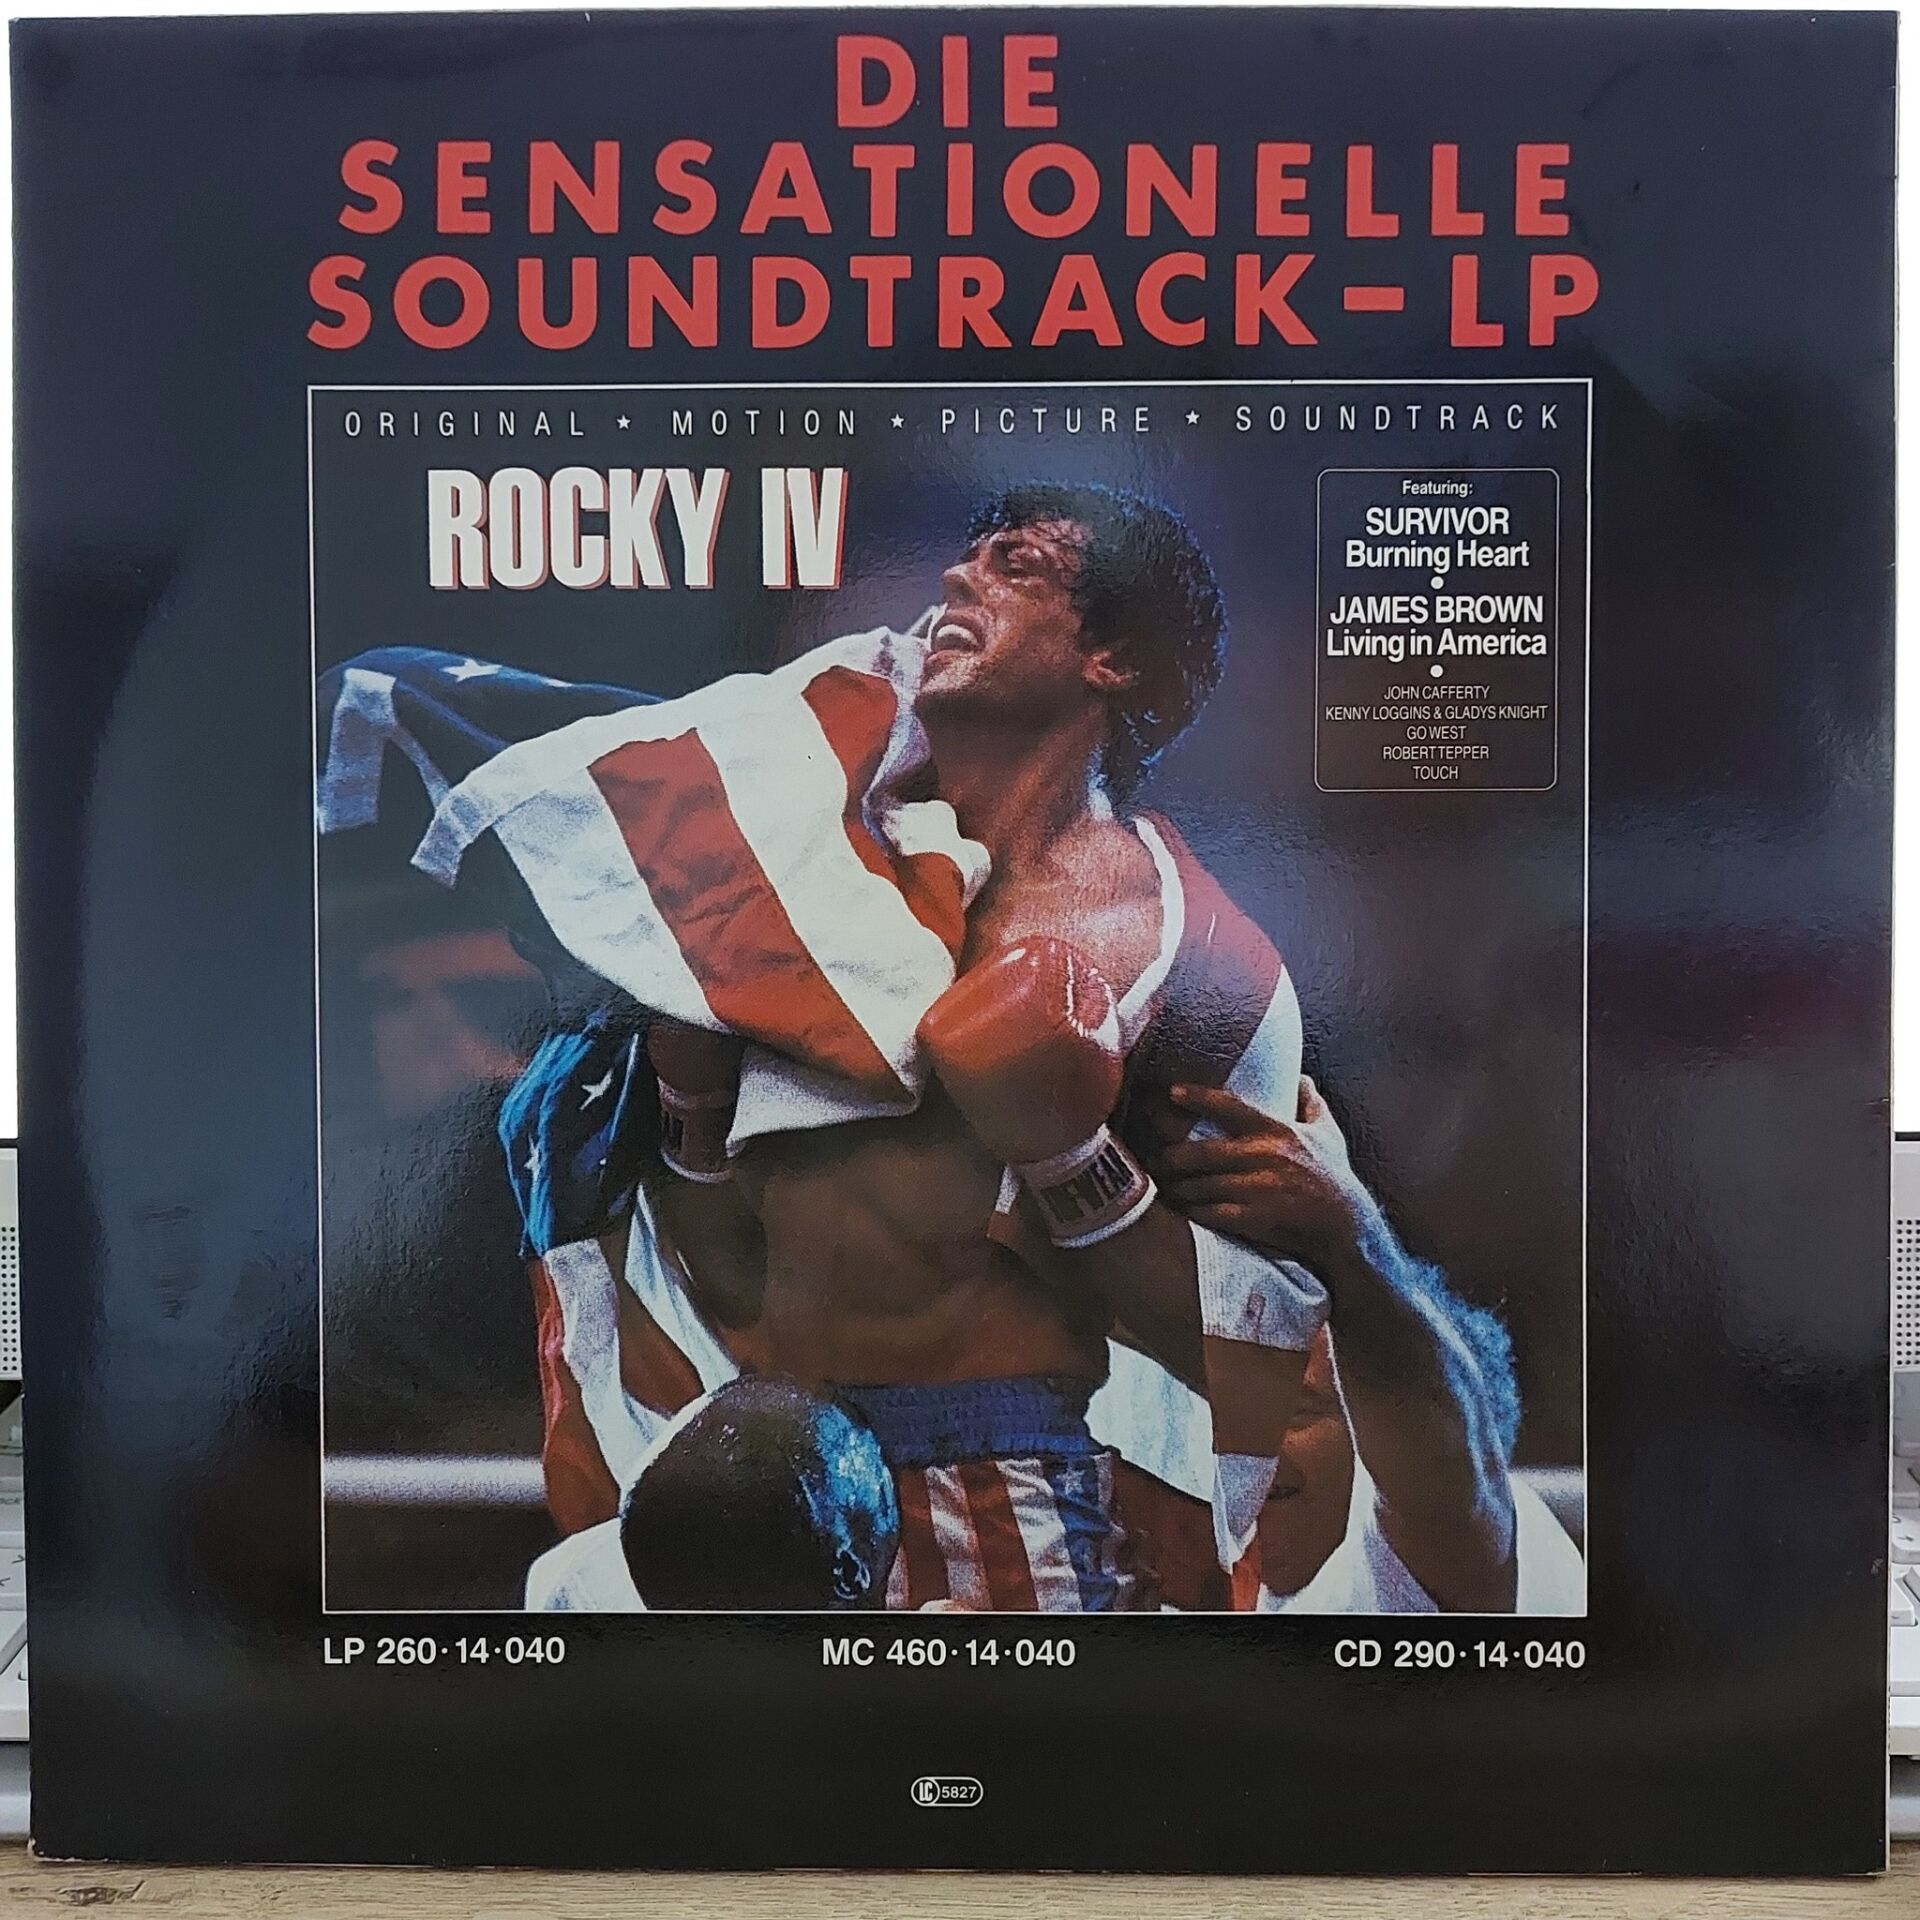 DIE
SENSATIONELLE
SOUNDTRACK-LP
ORIGINAL ★ MOTION ★ PICTURE ★ SOUNDTRACK
ROCKY IV
Featuring:
SURVIVOR
Burning Heart
•
JAMES BROWN
Living in America
•
JOHN CAFFERTY
KENNY LOGGINS & GLADYS KNIGHT
GO WEST
ROBERT TEPPER
TOUCH
LP 260·14·040 MC 460·14·040 CD 290·14·040
LC 5827